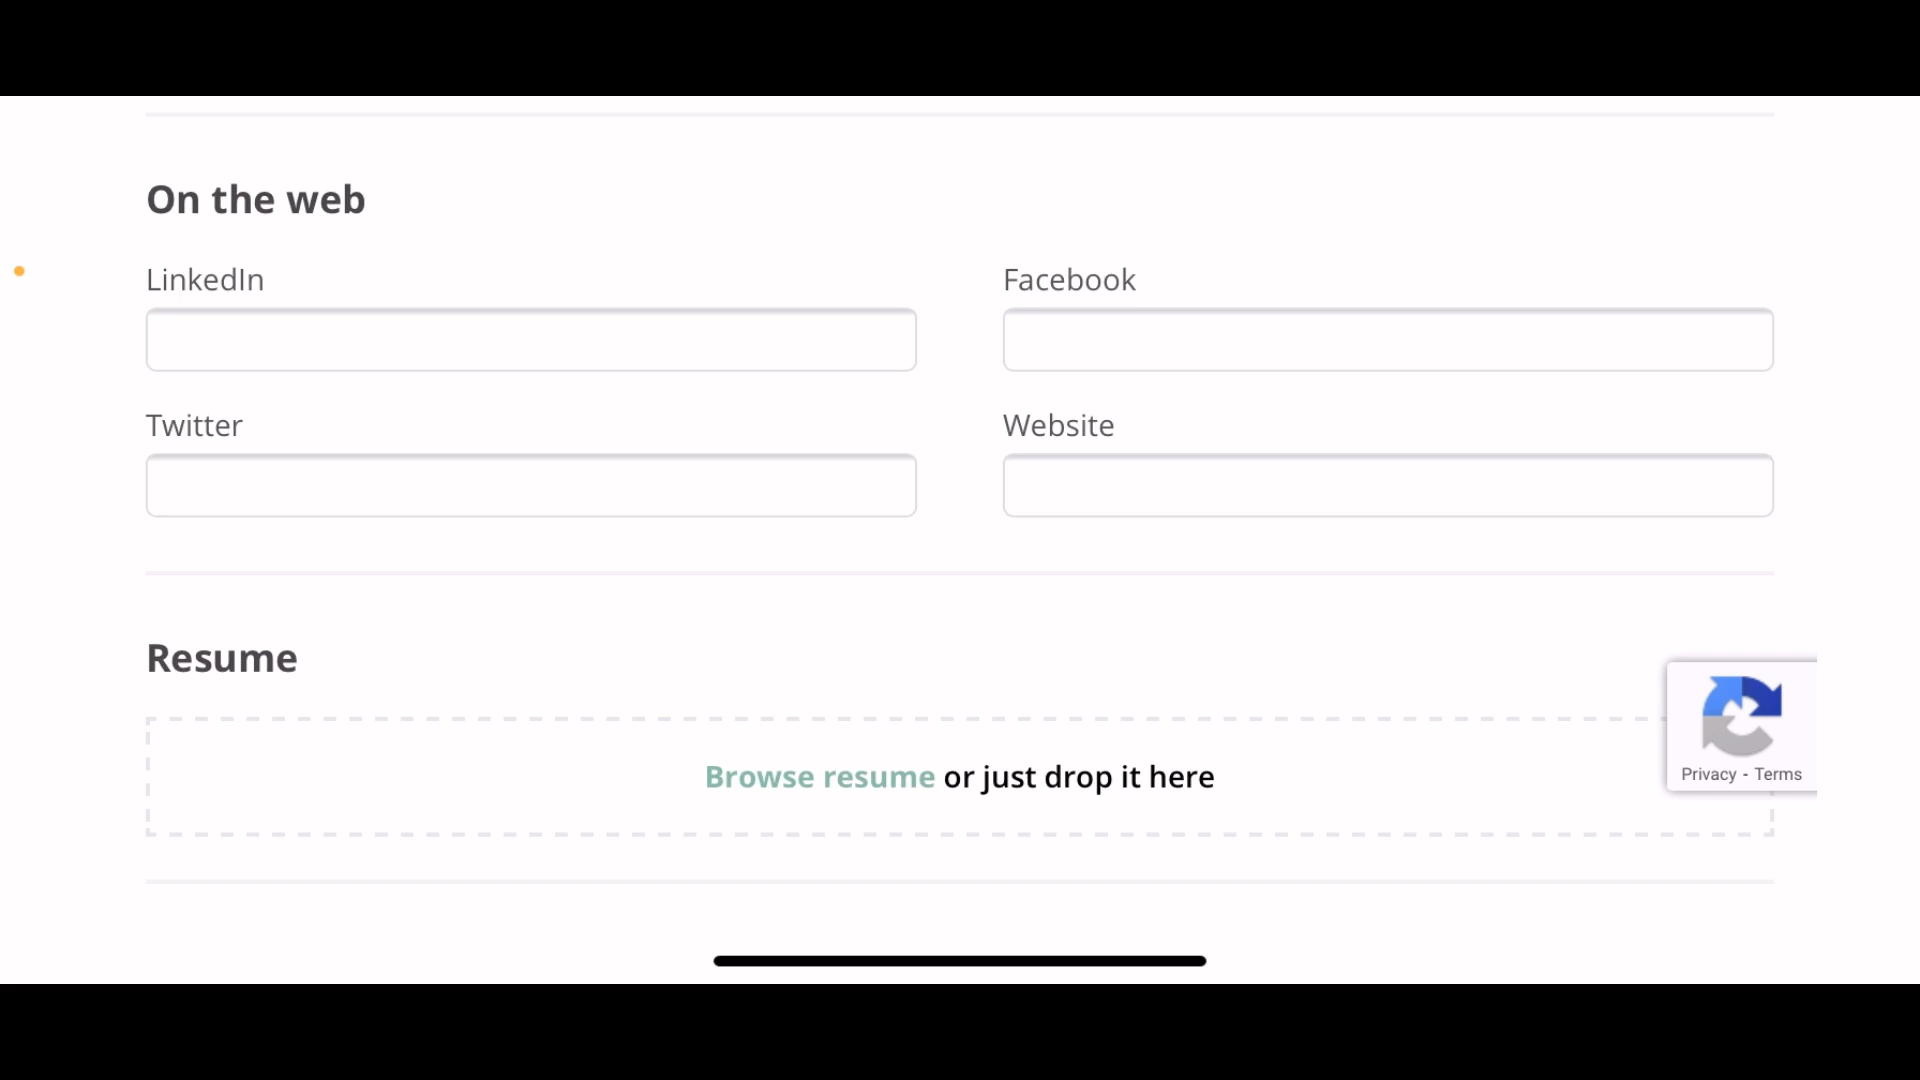 On the web
LinkedIn
Facebook
Twitter
Website
Resume
Browse resume or just drop it here
Privacy - Terms